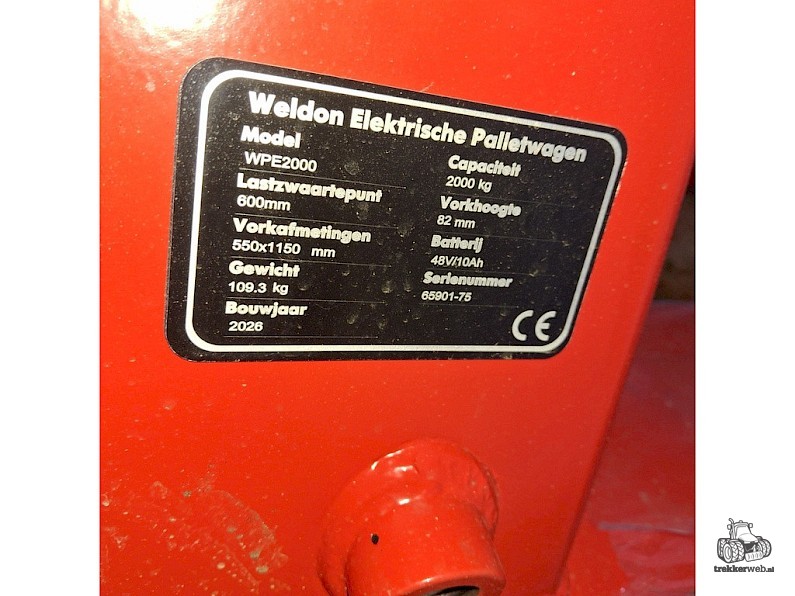 Weldon Elektrische Palletwagen
Model
WPE2000
Lastzwaartepunt
600mm
Vorkafmetingen
550x1150 mm
Gewicht
109.3 kg
Bouwjaar
2026
Capaciteit
2000 kg
Vorkhoogte
82 mm
Batterij
48V/10Ah
Serienummer
65901-75
CE
trekkerweb.nl